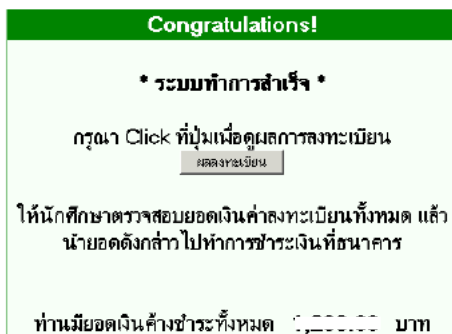 Congratulations!
* ระบบทำการสำเร็จ *
กรุณา Click ที่ปุ่มเพื่อดูผลการลงทะเบียน
ผลลงทะเบียน
ให้นักศึกษาตรวจสอบยอดเงินค่าลงทะเบียนทั้งหมด แล้ว
นำยอดดังกล่าวไปทำการชำระเงินที่ธนาคาร
ท่านมียอดเงินค้างชำระทั้งหมด บาท